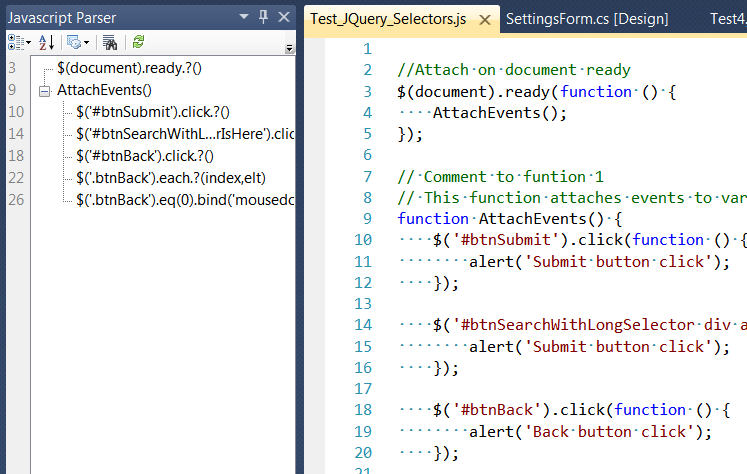 Javascript Parser
3 $(document).ready.?()
9 AttachEvents()
10 $('#btnSubmit').click.?()
14 $('#btnSearchWithL...rIsHere').clic
18 $('#btnBack').click.?()
22 $('.btnBack').each.?(index,elt)
26 $('.btnBack').eq(0).bind('mousedc
Test_JQuery_Selectors.js SettingsForm.cs [Design] Test4.
1
2 //Attach·on·document·ready
3 $(document).ready(function·()·{
4 ····AttachEvents();
5 });
6
7 //·Comment·to·funtion·1
8 //·This·function·attaches·events·to·var
9 function·AttachEvents()·{
10 ····$('#btnSubmit').click(function·()·{
11 ········alert('Submit·button·click');
12 ····});
13
14 ····$('#btnSearchWithLongSelector·div·a
15 ········alert('Submit·button·click');
16 ····});
17
18 ····$('#btnBack').click(function·()·{
19 ········alert('Back·button·click');
20 ····});
21